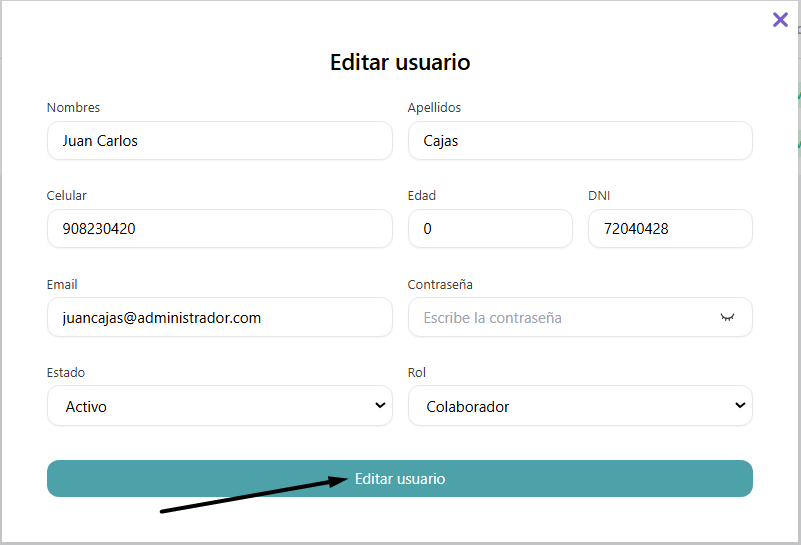 Editar usuario
Nombres Apellidos
Juan Carlos Cajas
Celular Edad DNI
908230420 0 72040428
Email Contraseña
juancajas@administrador.com Escribe la contraseña
Estado Rol
Activo Colaborador
Editar usuario